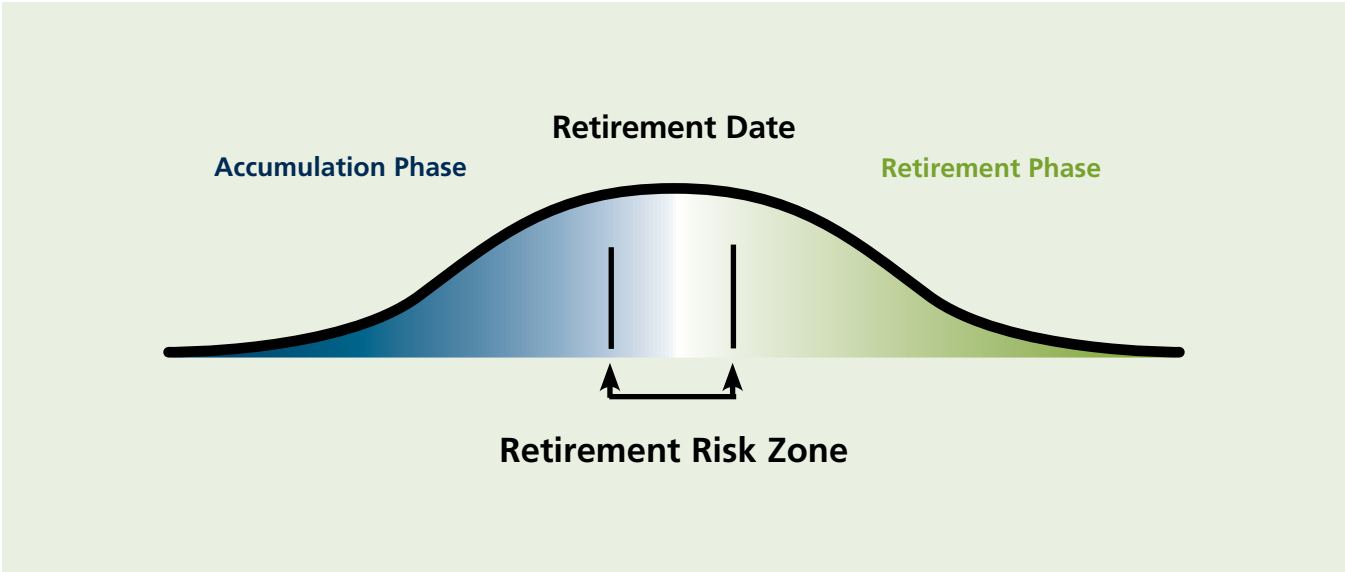 Retirement Date
Accumulation Phase
Retirement Phase
Retirement Risk Zone